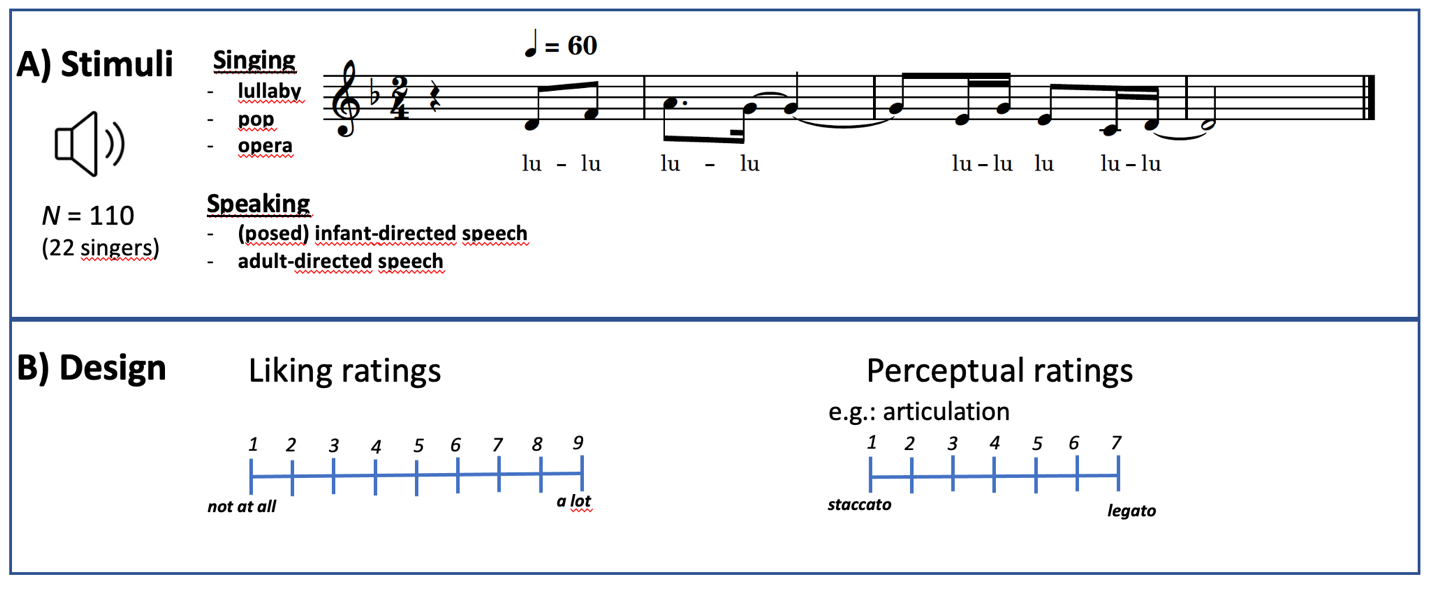 A) Stimuli
Singing
- lullaby
- pop
- opera
♩ = 60
2
4
lu – lu lu – lu lu – lu lu lu – lu
N = 110
(22 singers)
Speaking
- (posed) infant-directed speech
- adult-directed speech
B) Design
Liking ratings
1 2 3 4 5 6 7 8 9
not at all a lot
Perceptual ratings
e.g.: articulation
1 2 3 4 5 6 7
staccato legato